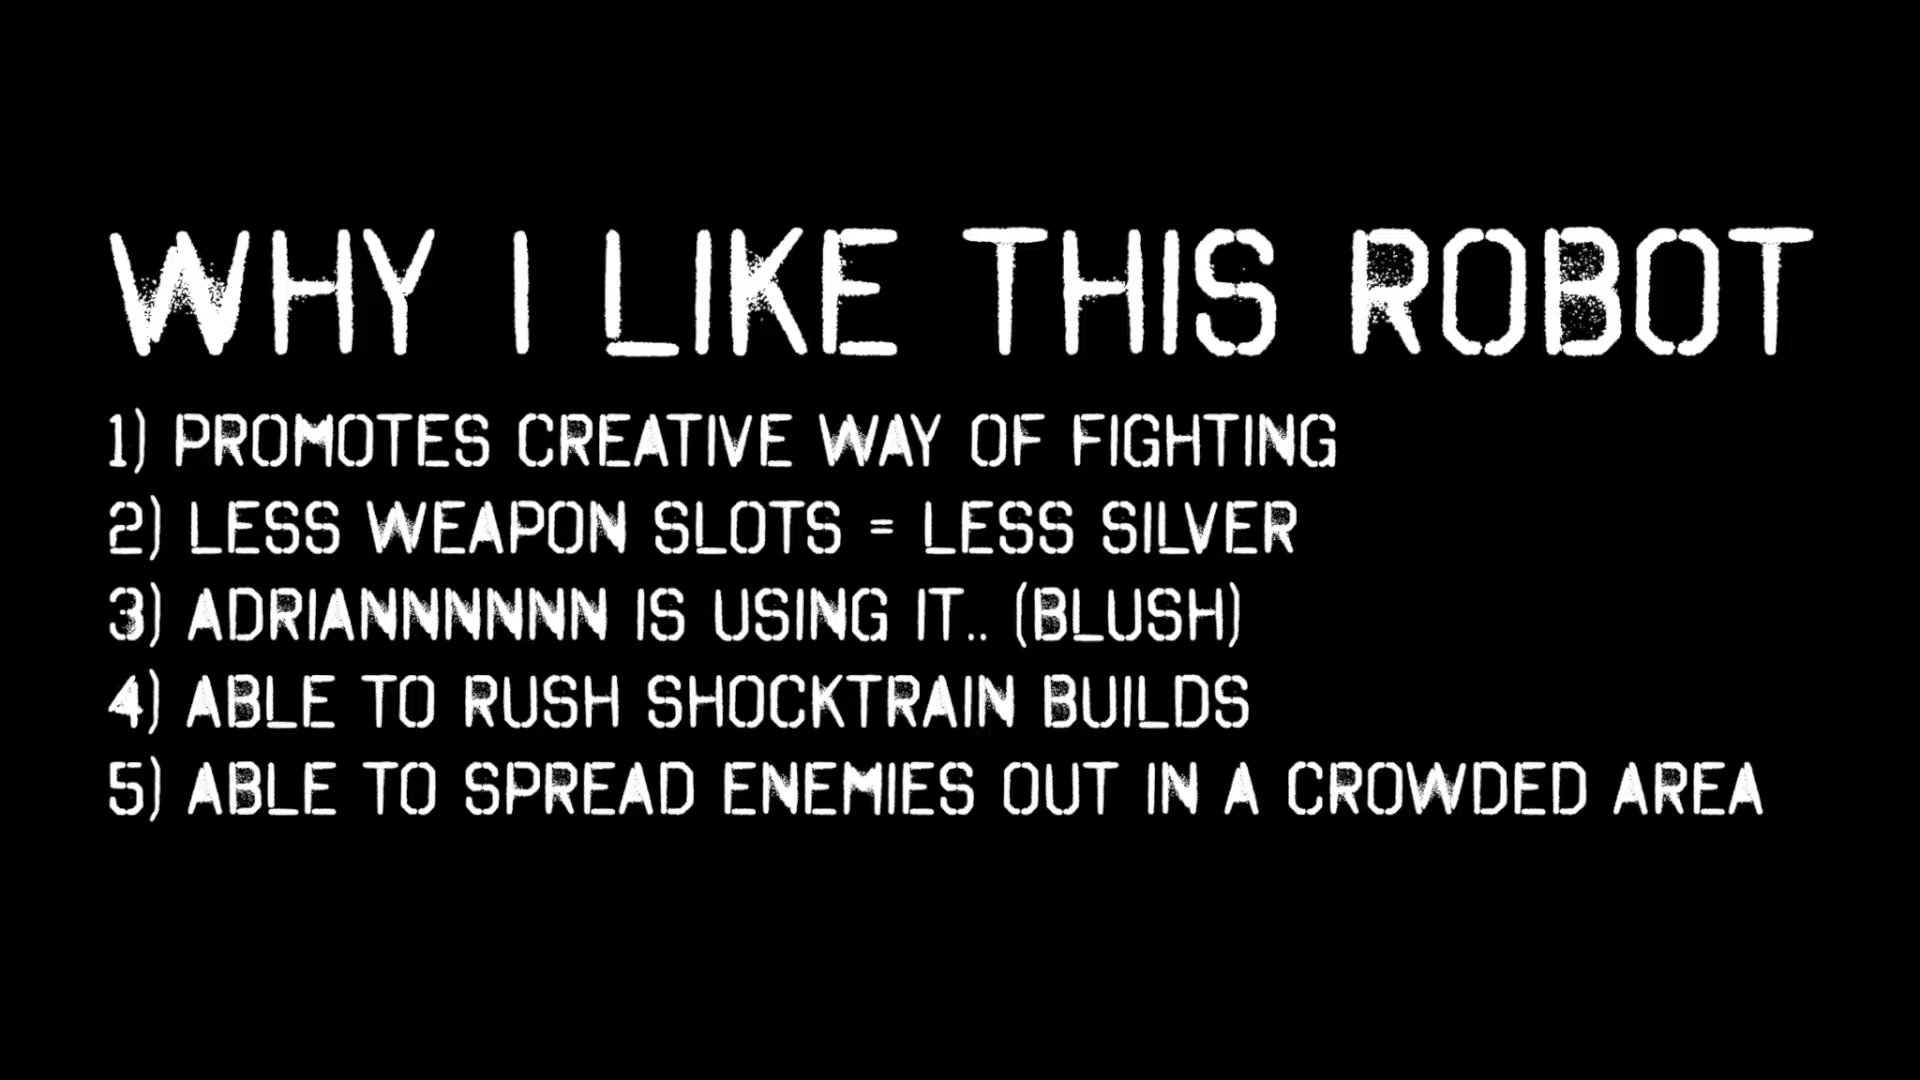 WHY I LIKE THIS ROBOT
1) PROMOTES CREATIVE WAY OF FIGHTING
2) LESS WEAPON SLOTS = LESS SILVER
3) ADRIANNNNNN IS USING IT.. (BLUSH)
4) ABLE TO RUSH SHOCKTRAIN BUILDS
5) ABLE TO SPREAD ENEMIES OUT IN A CROWDED AREA